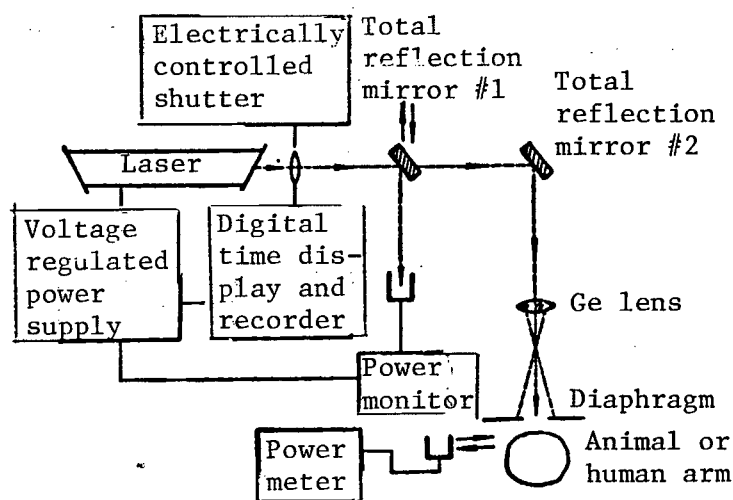 Electrically
controlled
shutter
Total
reflection
mirror #1
Total
reflection
mirror #2
Laser
Voltage
regulated
power
supply
Digital
time dis-
play and
recorder
Ge lens
Power
monitor
Diaphragm
Power
meter
Animal or
human arm